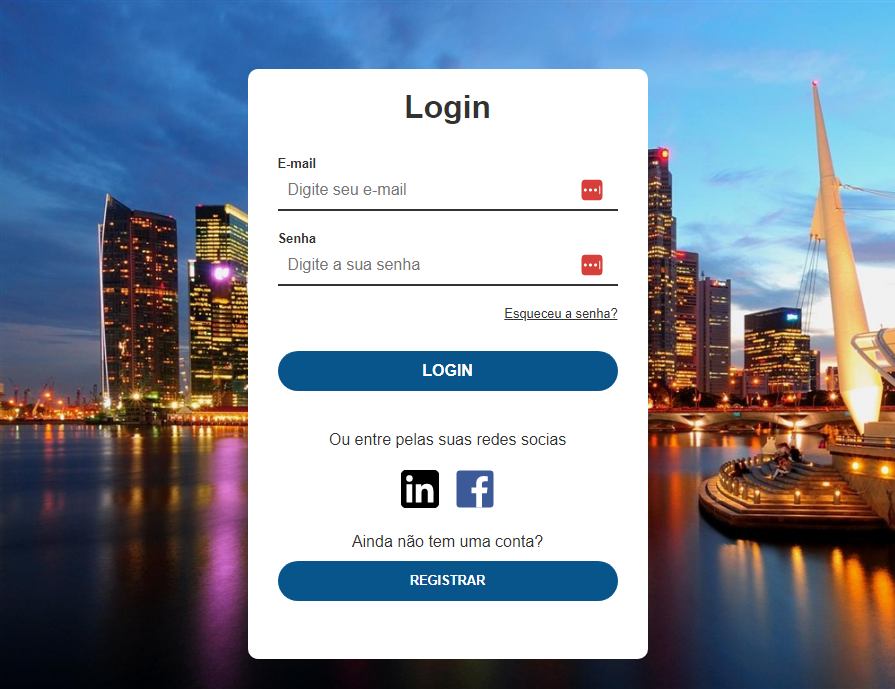 Login
E-mail
Digite seu e-mail
Senha
Digite a sua senha
Esqueceu a senha?
LOGIN
Ou entre pelas suas redes socias
in f
Ainda não tem uma conta?
REGISTRAR